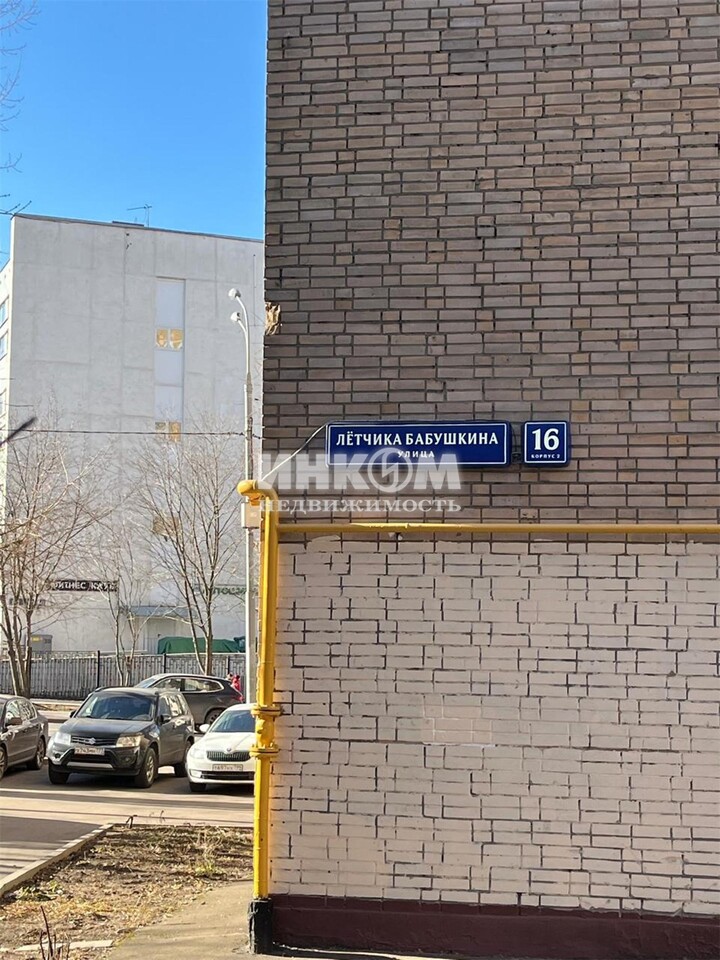 ЛЁТЧИКА БАБУШКИНА
УЛИЦА
16
КОРПУС 2
ИНКОМ
НЕДВИЖИМОСТЬ